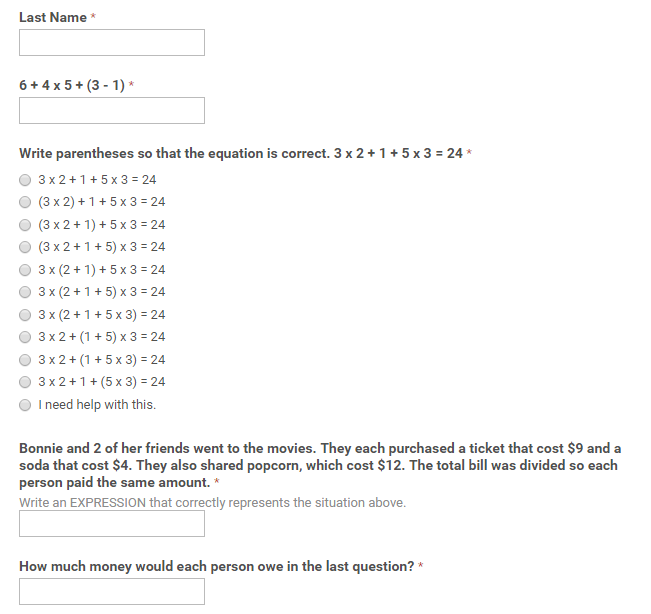 Last Name *
6 + 4 x 5 + (3 - 1) *
Write parentheses so that the equation is correct. 3 x 2 + 1 + 5 x 3 = 24 *
3 x 2 + 1 + 5 x 3 = 24
(3 x 2) + 1 + 5 x 3 = 24
(3 x 2 + 1) + 5 x 3 = 24
(3 x 2 + 1 + 5) x 3 = 24
3 x (2 + 1) + 5 x 3 = 24
3 x (2 + 1 + 5) x 3 = 24
3 x (2 + 1 + 5 x 3) = 24
3 x 2 + (1 + 5) x 3 = 24
3 x 2 + (1 + 5 x 3) = 24
3 x 2 + 1 + (5 x 3) = 24
I need help with this.
Bonnie and 2 of her friends went to the movies. They each purchased a ticket that cost $9 and a
soda that cost $4. They also shared popcorn, which cost $12. The total bill was divided so each
person paid the same amount. *
Write an EXPRESSION that correctly represents the situation above.
How much money would each person owe in the last question? *